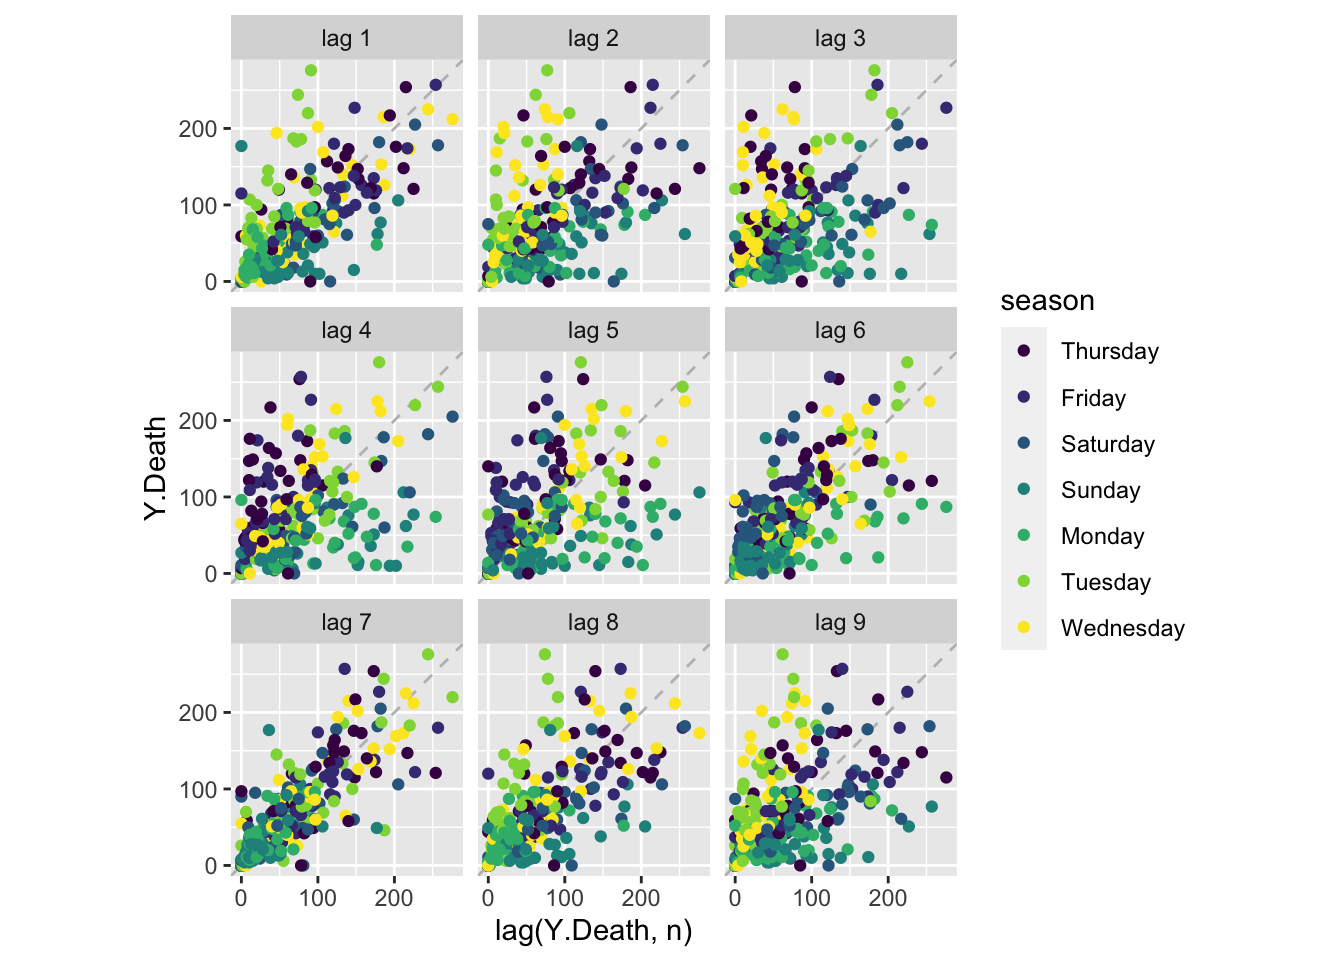 lag 1
lag 2
lag 3
200
100
0
lag 4
lag 5
lag 6
200
100
0
lag 7
lag 8
lag 9
200
100
0
0 100 200
0 100 200
0 100 200
lag(Y.Death, n)
Y.Death
season
Thursday
Friday
Saturday
Sunday
Monday
Tuesday
Wednesday